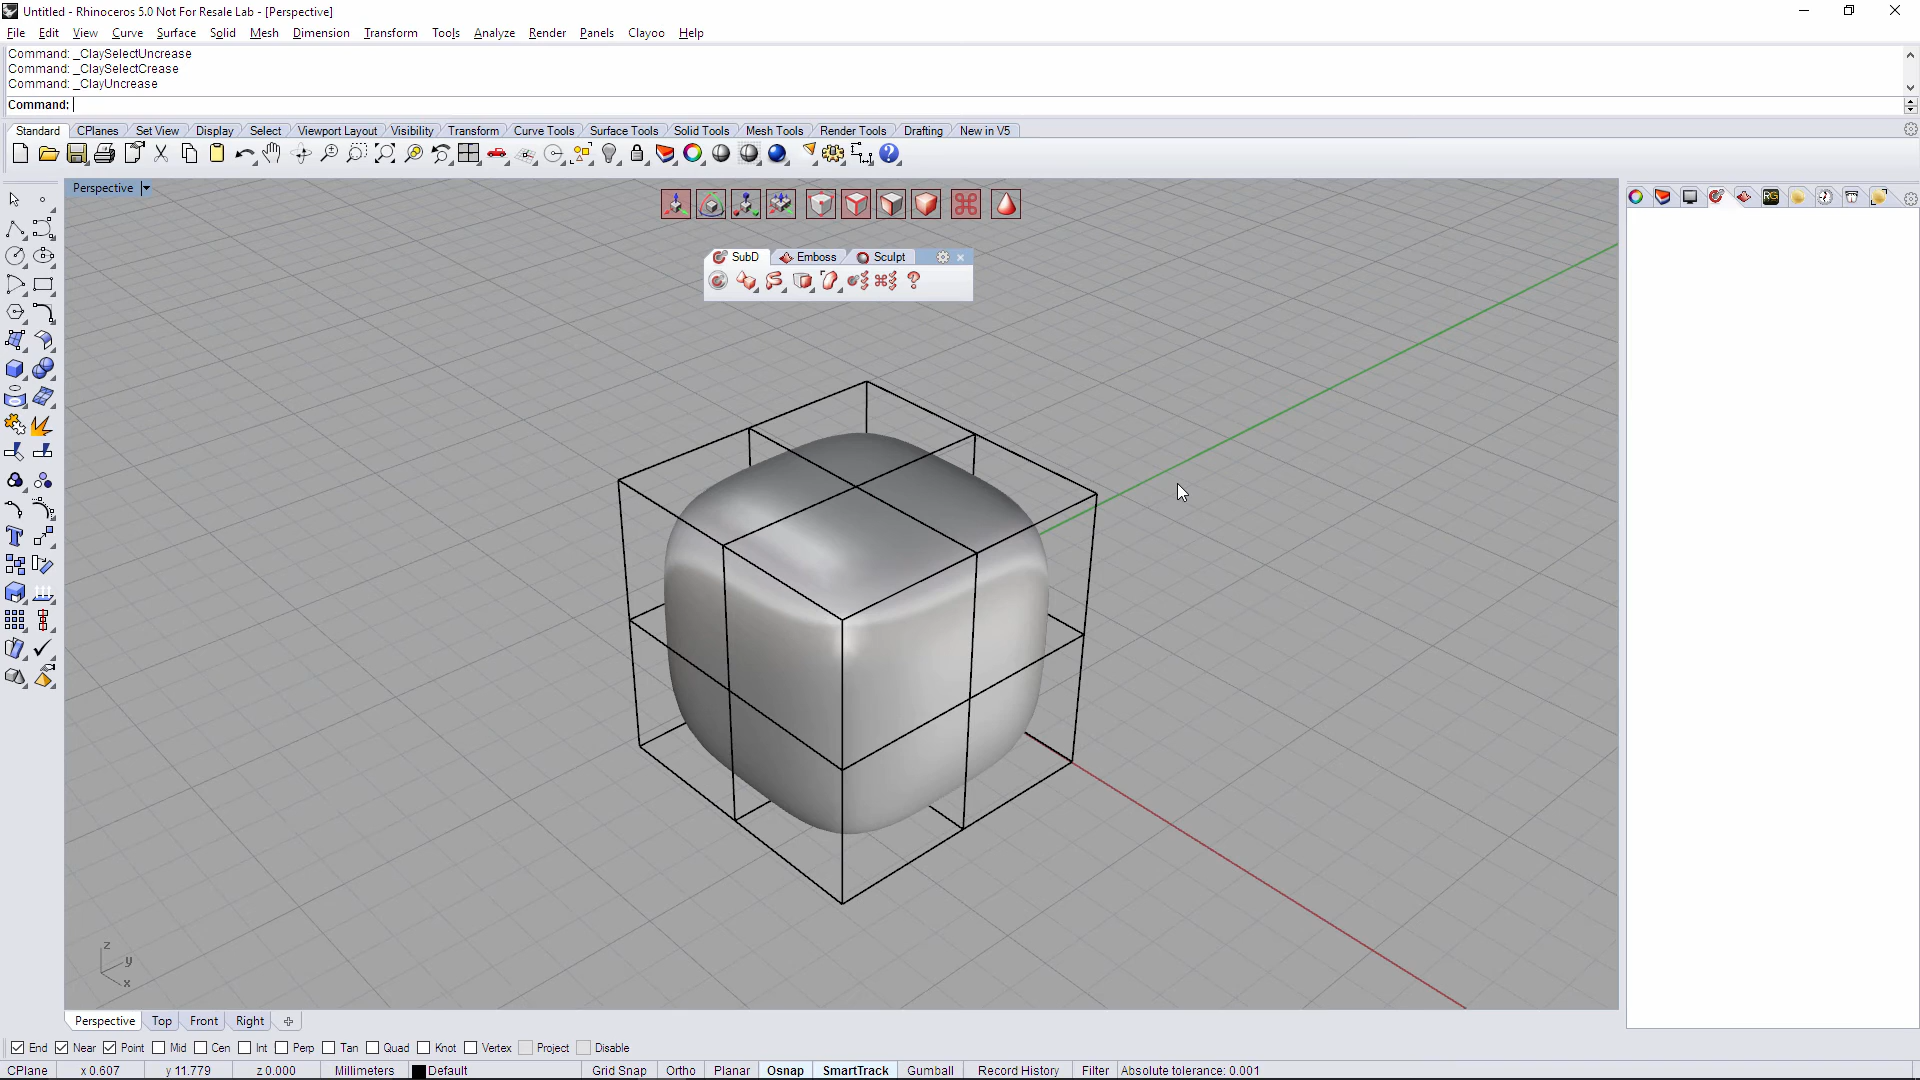 Untitled - Rhinoceros 5.0 Not For Resale Lab - [Perspective]
File Edit View Curve Surface Solid Mesh Dimension Transform Tools Analyze Render Panels Clayoo Help
Command: _ClaySelectUncrease
Command: _ClaySelectCrease
Command: _ClayUncrease
Command:
Standard CPlanes Set View Display Select Viewport Layout Visibility Transform Curve Tools Surface Tools Solid Tools Mesh Tools Render Tools Drafting New in V5
Perspective
RG
SubD Emboss Sculpt
z
y
x
Perspective Top Front Right
End Near Point Mid Cen Int Perp Tan Quad Knot Vertex Project Disable
CPlane x 0.607 y 11.779 z 0.000 Millimeters Default Grid Snap Ortho Planar Osnap SmartTrack Gumball Record History Filter Absolute tolerance: 0.001